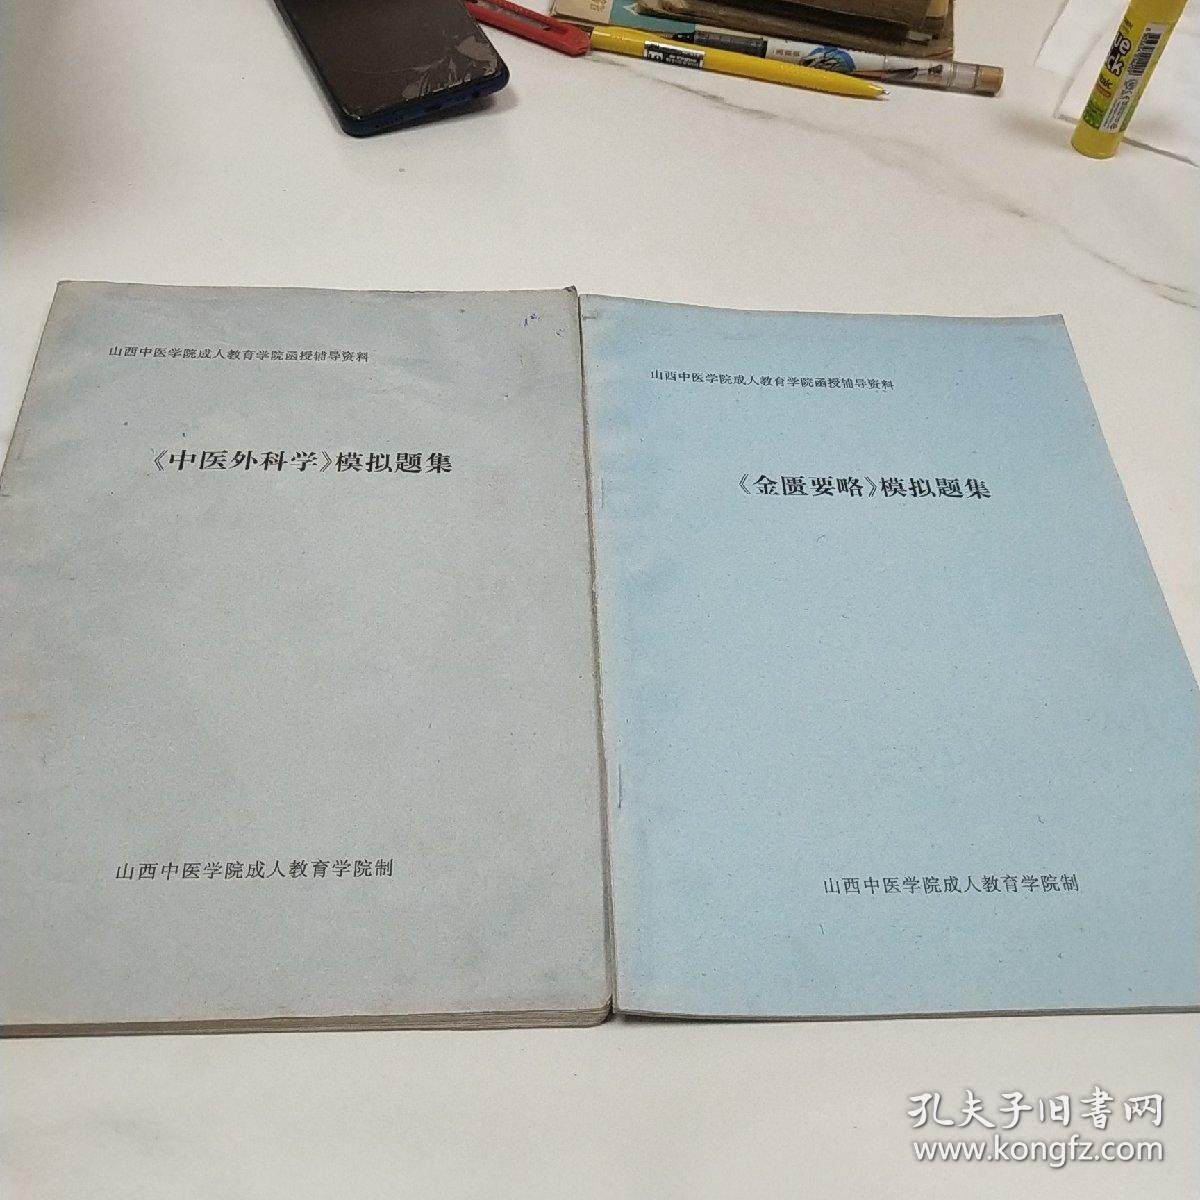 山西中医学院成人教育学院函授辅导资料
《中医外科学》模拟题集
山西中医学院成人教育学院制
山西中医学院成人教育学院函授辅导资料
《金匮要略》模拟题集
山西中医学院成人教育学院制
孔夫子旧书网
www.kongfz.com